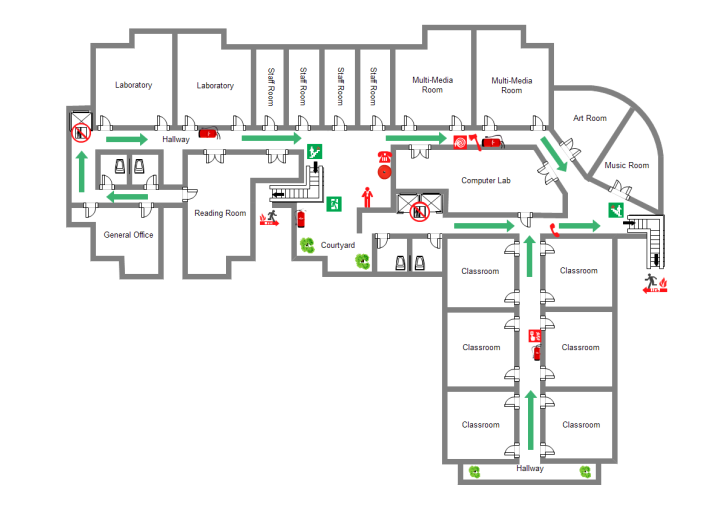 Laboratory
Laboratory
Staff Room
Staff Room
Staff Room
Staff Room
Multi-Media
Room
Multi-Media
Room
Art Room
Hallway
Music Room
Computer Lab
Reading Room
General Office
Courtyard
Classroom
Classroom
Classroom
Classroom
Classroom
Classroom
Hallway